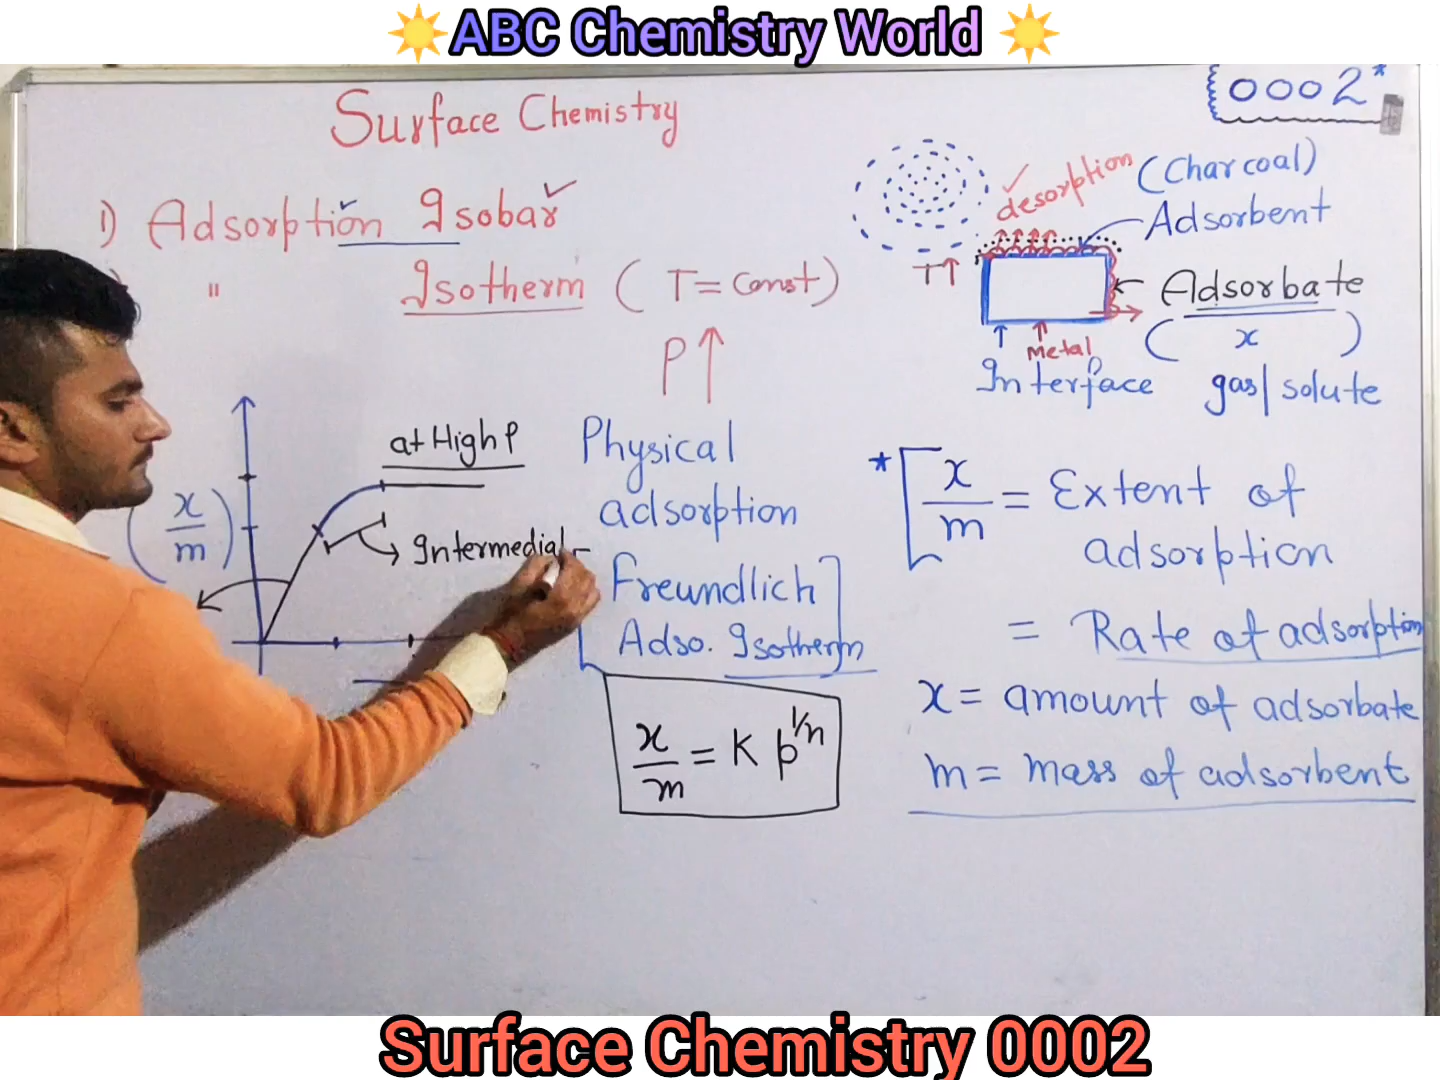 ABC Chemistry World
0002*
Surface Chemistry
1) Adsorption Isobar
" Isotherm ( T = Const )
P↑
desorption
(Charcoal)
Adsorbent
T↑
Adsorbate
( x )
Metal
Interface
gas/solute
at High P
x/m
Physical
adsorption
Freundlich
Adso. Isotherm
x/m = K p^1/n
* x/m = Extent of
adsorption
= Rate of adsorption
x = amount of adsorbate
m = mass of adsorbent
Surface Chemistry 0002